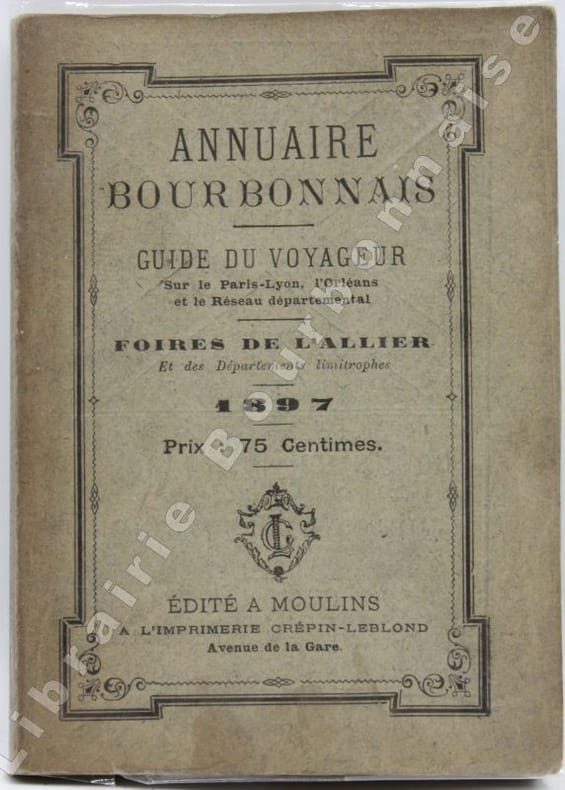 ANNUAIRE
BOURBONNAIS
GUIDE DU VOYAGEUR
Sur le Paris-Lyon, l'Orléans
et le Réseau départemental
FOIRES DE L'ALLIER
Et des Départements limitrophes
1897
Prix : 75 Centimes.
CL
ÉDITÉ A MOULINS
A L'IMPRIMERIE CRÉPIN-LEBLOND
Avenue de la Gare.
Librairie Bourbonnaise